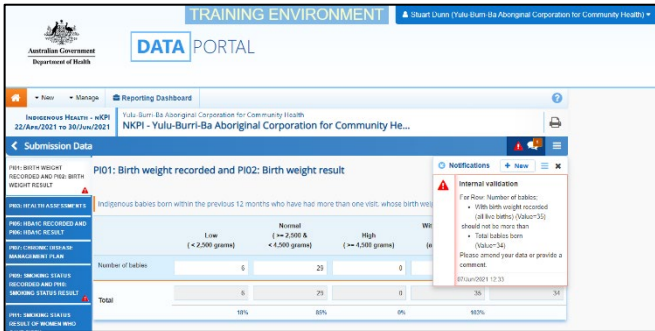 TRAINING ENVIRONMENT
Stuart Dunn (Yulu-Burri-Ba Aboriginal Corporation for Community Health)
Australian Government
Department of Health
DATA PORTAL
New
Manage
Reporting Dashboard
INDIGENOUS HEALTH - NKPI
22/APR/2021 TO 30/JUN/2021
Yulu-Burri-Ba Aboriginal Corporation for Community Health
NKPI - Yulu-Burri-Ba Aboriginal Corporation for Community He...
Submission Data
PI01: BIRTH WEIGHT
RECORDED AND PI02: BIRTH
WEIGHT RESULT
PI03: HEALTH ASSESSMENTS
PI05: HBA1C RECORDED AND
PI06: HBA1C RESULT
PI07: CHRONIC DISEASE
MANAGEMENT PLAN
PI09: SMOKING STATUS
RECORDED AND PI10:
SMOKING STATUS RESULT
PI11: SMOKING STATUS
RESULT OF WOMEN WHO
PI01: Birth weight recorded and PI02: Birth weight result
Indigenous babies born within the previous 12 months who have had more than one visit, whose birth
Low
(< 2,500 grams)
Normal
( >= 2,500 &
< 4,500 grams)
High
( >= 4,500 grams)
Number of babies
6
29
0
Total
6
29
0
35
34
18%
85%
0%
103%
Notifications
+ New
Internal validation
For Row: Number of babies:
With birth weight recorded
(all live births) (Value=35)
should not be more than
Total babies born
(Value=34)
Please amend your data or provide a
comment.
07/Jun/2021 12:33